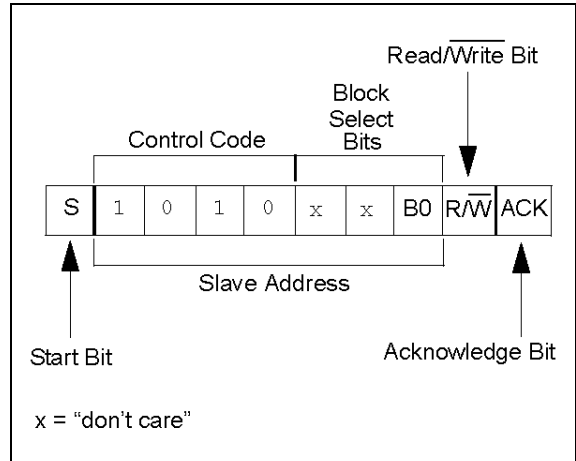 Read/Write Bit
Block
Select
Bits
Control Code
S 1 0 1 0 x x B0 R/W ACK
Slave Address
Start Bit
Acknowledge Bit
x = “don’t care”